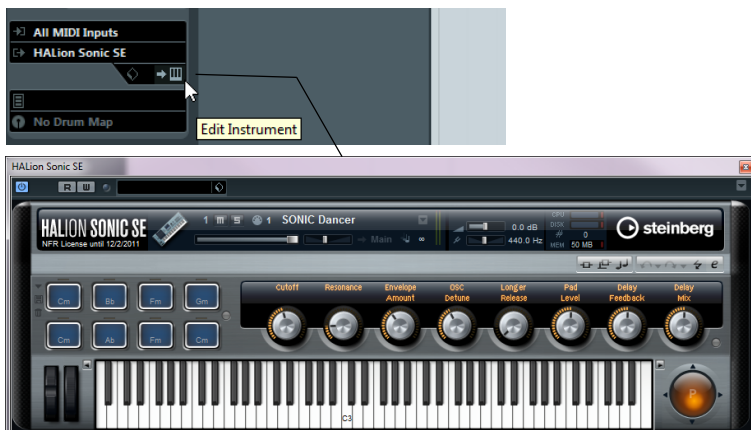 All MIDI Inputs
HALion Sonic SE
No Drum Map
Edit Instrument
HALion Sonic SE
R W
HALION SONIC SE
NFR License until 12/2/2011
1 m S 1 SONIC Dancer
Main ∞
0.0 dB
440.0 Hz
CPU
DISK
# 0
MEM 50 MB
steinberg
e
Cm Bb Fm Gm
Cm Ab Fm Cm
Cutoff Resonance Envelope Amount OSC Detune Longer Release Pad Level Delay Feedback Delay Mix
C3
P